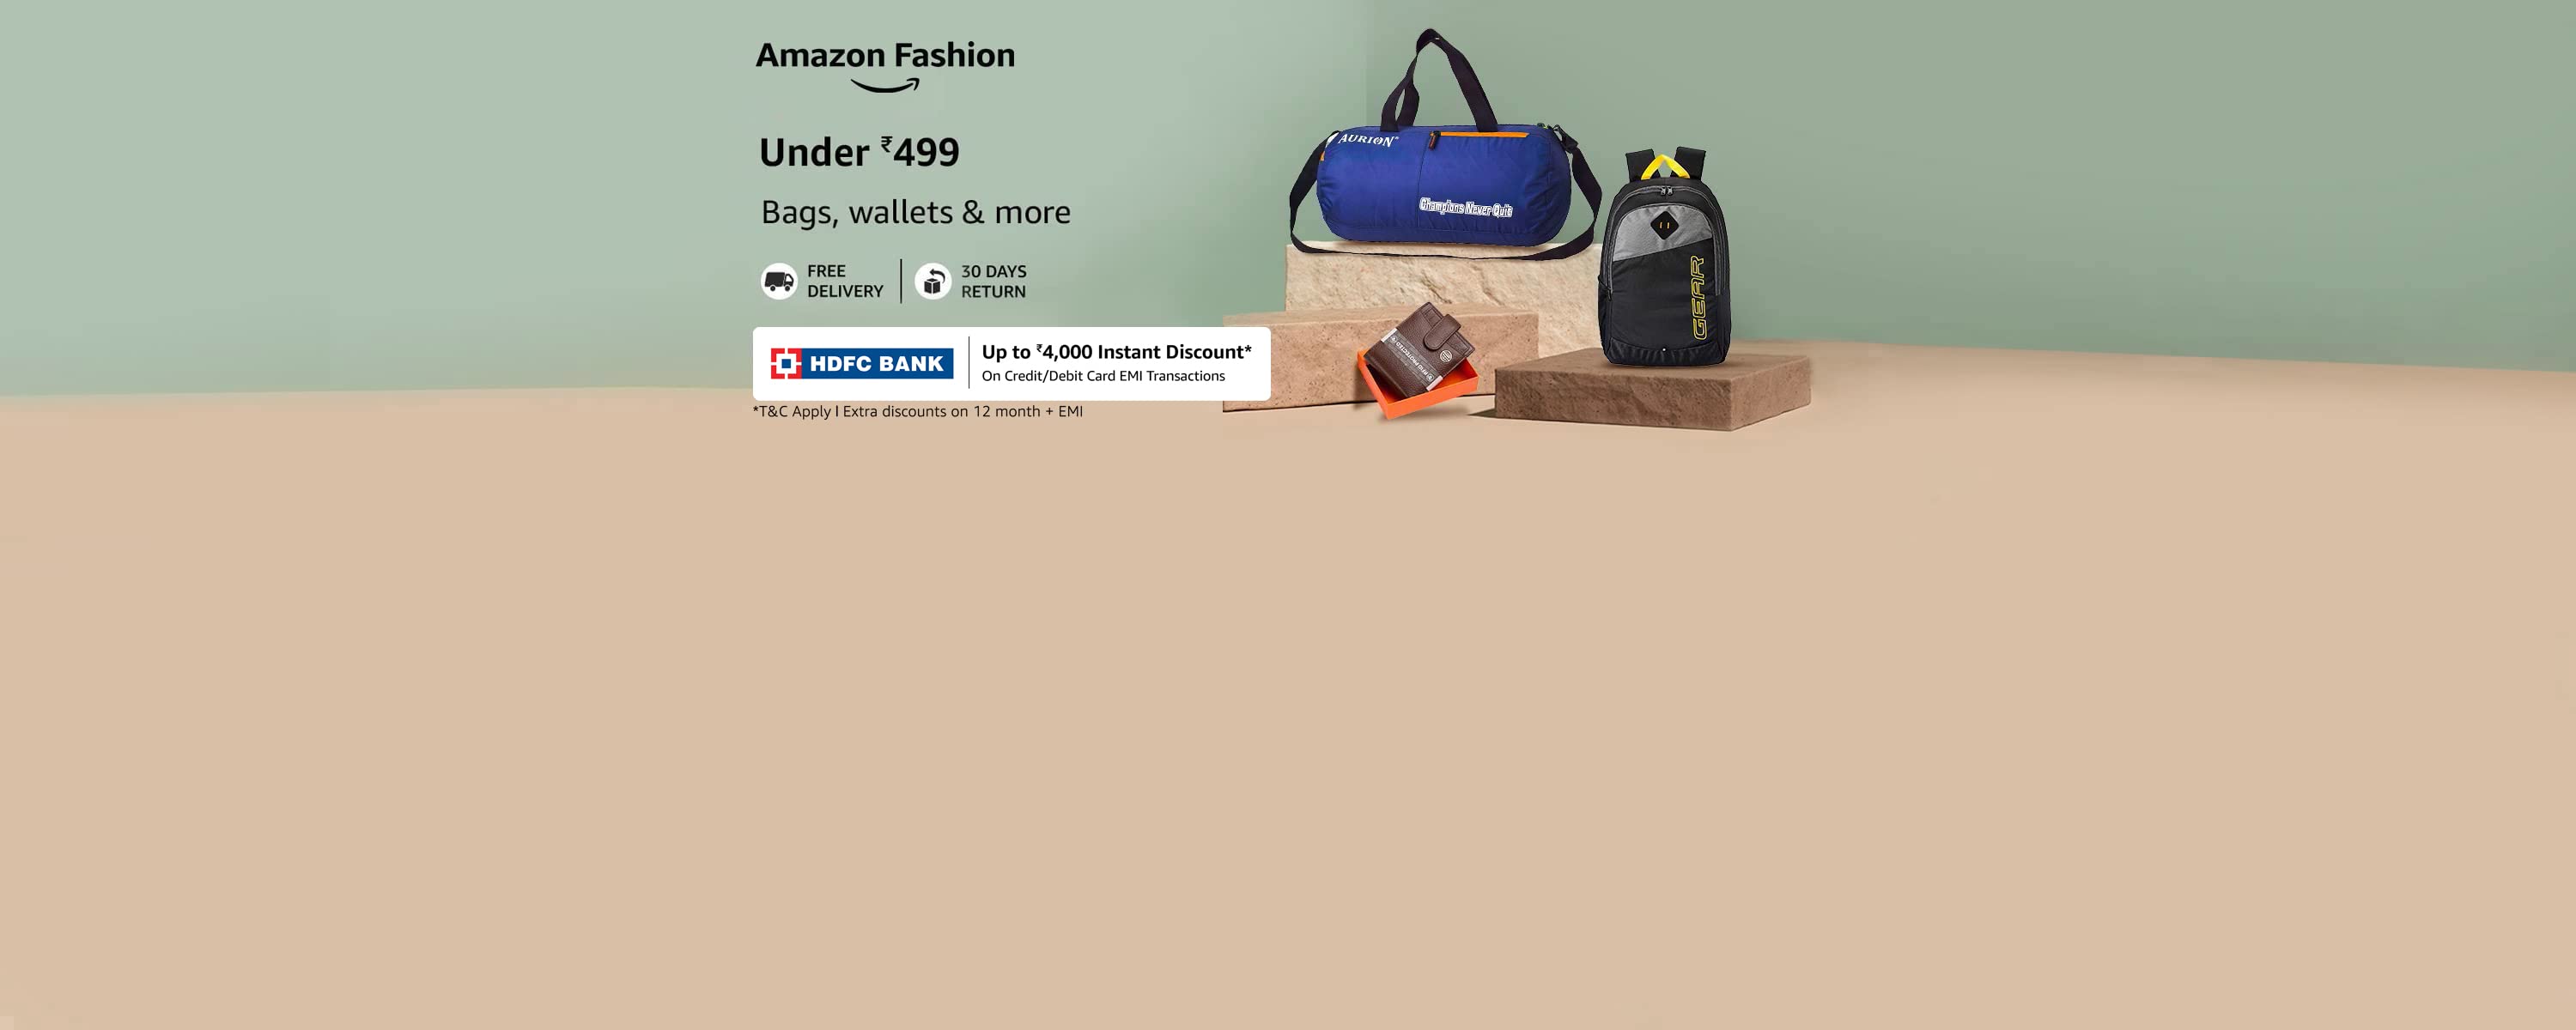 Amazon Fashion
Under ₹499
Bags, wallets & more
FREE
DELIVERY
30 DAYS
RETURN
HDFC BANK
Up to ₹4,000 Instant Discount*
On Credit/Debit Card EMI Transactions
*T&C Apply I Extra discounts on 12 month + EMI
AURION®
Champions Never Quit
GEAR
PROTECTED